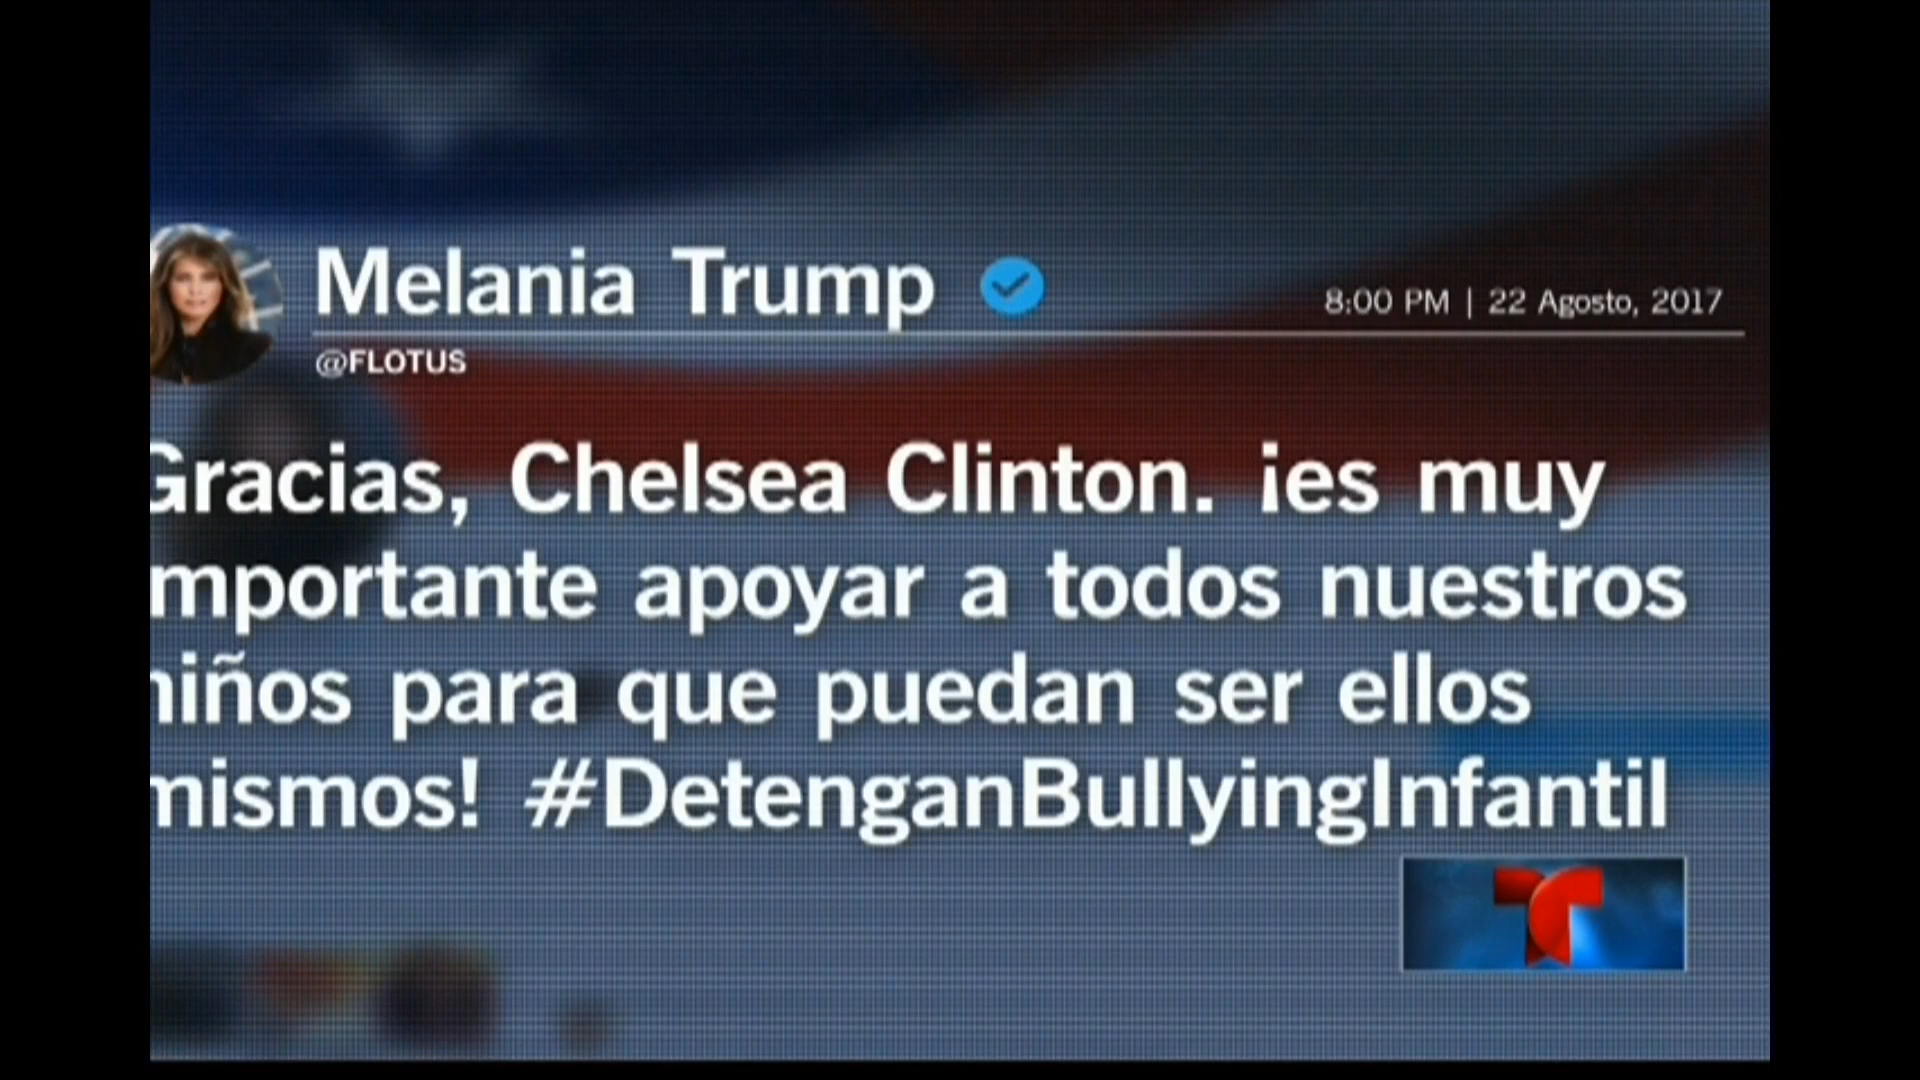 Melania Trump
8:00 PM | 22 Agosto, 2017
@FLOTUS
Gracias, Chelsea Clinton. ¡es muy
importante apoyar a todos nuestros
niños para que puedan ser ellos
mismos! #DetenganBullyingInfantil